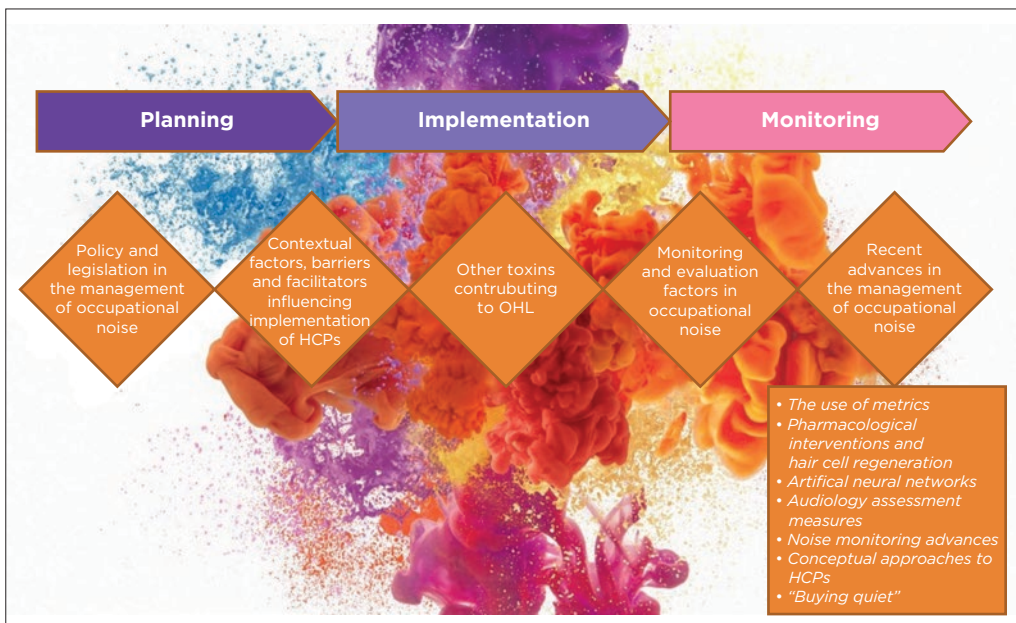 Planning
Implementation
Monitoring
Policy and
legislation in
the management
of occupational
noise
Contextual
factors, barriers
and facilitators
influencing
implementation
of HCPs
Other toxins
contrubuting
to OHL
Monitoring
and evaluation
factors in
occupational
noise
Recent
advances in
the management
of occupational
noise
• The use of metrics
• Pharmacological
interventions and
hair cell regeneration
• Artifical neural networks
• Audiology assessment
measures
• Noise monitoring advances
• Conceptual approaches to
HCPs
• “Buying quiet”